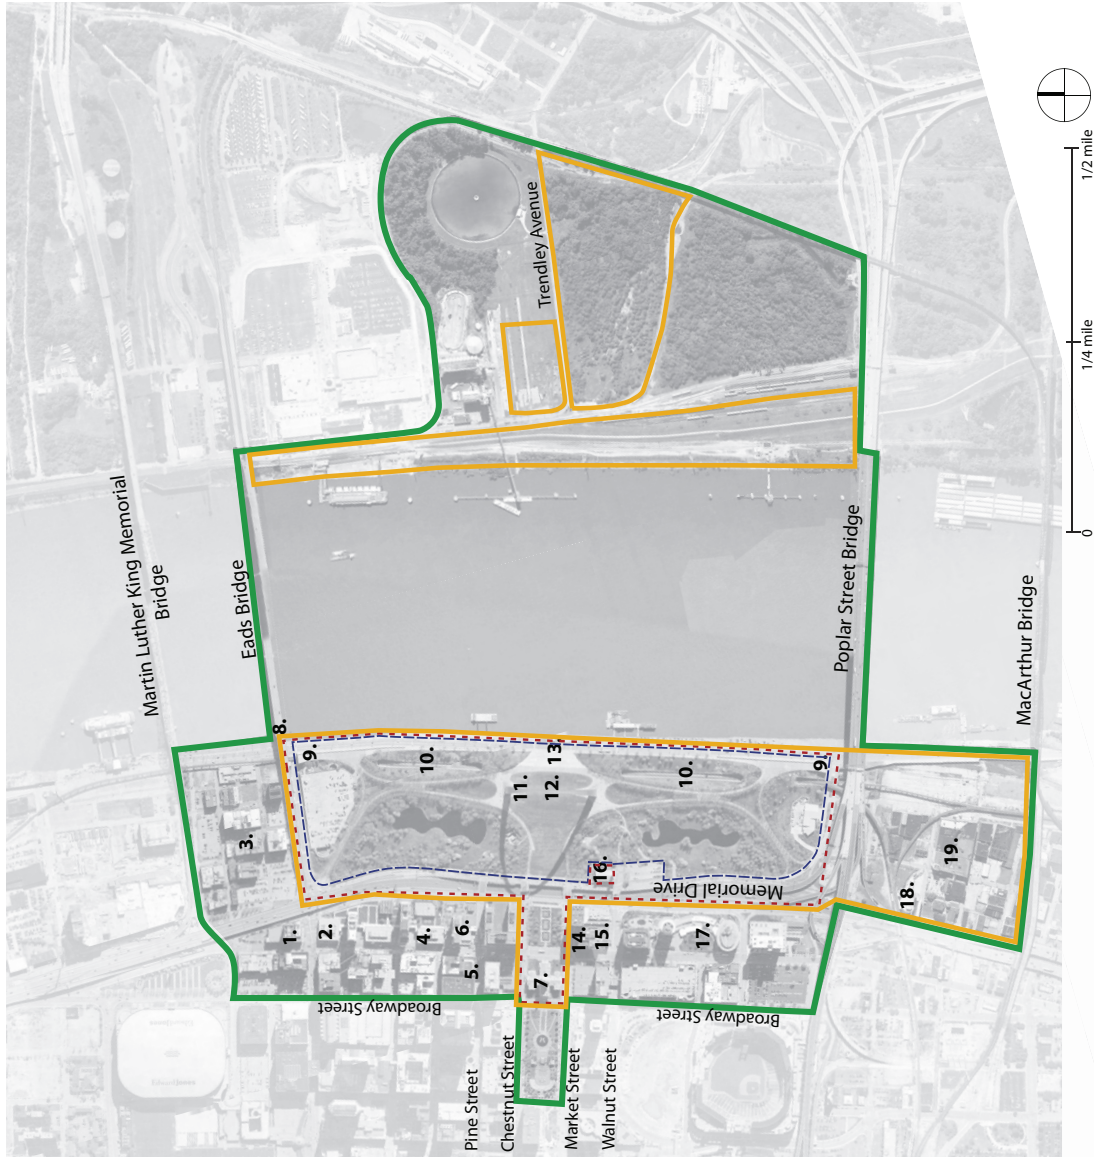 Martin Luther King Memorial
Bridge
Eads Bridge
Trendley Avenue
Poplar Street Bridge
MacArthur Bridge
1/2 mile
1/4 mile
0
8.
9.
10.
11.
12.
13.
10.
9.
3.
16.
Memorial Drive
18.
19.
1.
2.
4.
6.
5.
7.
14.
15.
17.
Broadway Street
Broadway Street
Pine Street
Chestnut Street
Market Street
Walnut Street